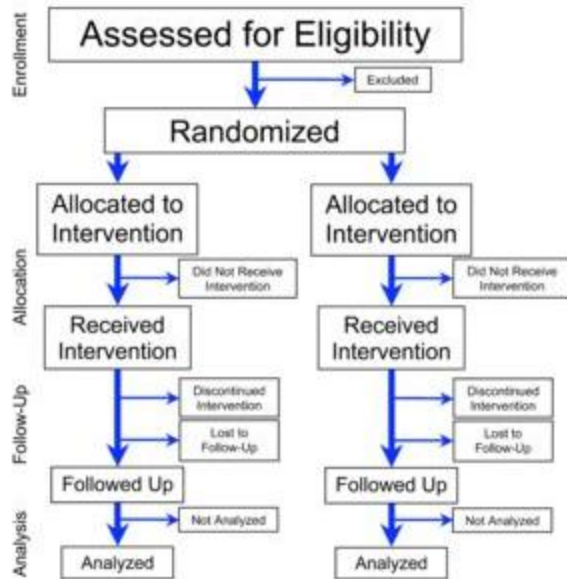 Enrollment
Assessed for Eligibility
Excluded
Randomized
Allocation
Allocated to
Intervention
Allocated to
Intervention
Did Not Receive
Intervention
Did Not Receive
Intervention
Received
Intervention
Received
Intervention
Follow-Up
Discontinued
Intervention
Discontinued
Intervention
Lost to
Follow-Up
Lost to
Follow-Up
Followed Up
Followed Up
Analysis
Not Analyzed
Not Analyzed
Analyzed
Analyzed